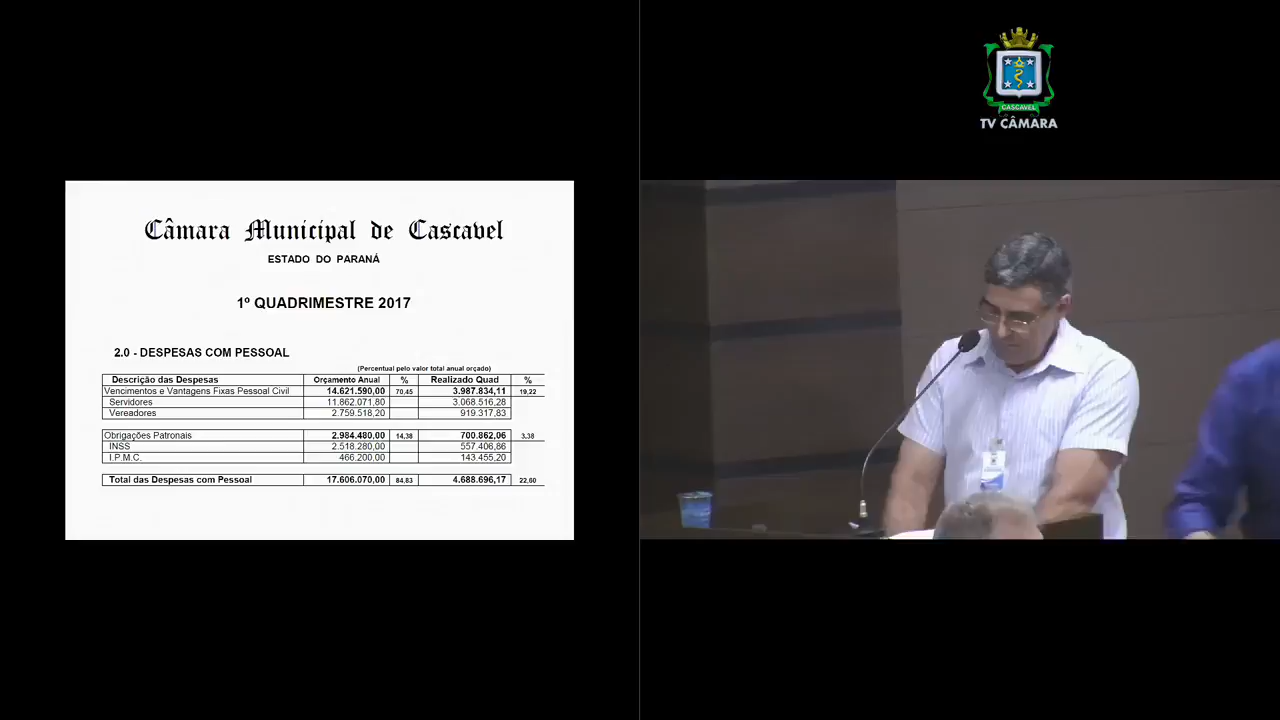 Câmara Municipal de Cascavel
ESTADO DO PARANÁ
1º QUADRIMESTRE 2017
2.0 - DESPESAS COM PESSOAL
(Percentual pelo valor total anual orçado)
Descrição das Despesas Orçamento Anual % Realizado Quad %
Vencimentos e Vantagens Fixas Pessoal Civil 14.621.590,00 70,45 3.987.834,11 19,22
Servidores 11.862.071,80 3.068.516,28
Vereadores 2.759.518,20 919.317,83
Obrigações Patronais 2.984.480,00 14,38 700.862,06 3,38
INSS 2.518.280,00 557.406,86
I.P.M.C. 466.200,00 143.455,20
Total das Despesas com Pessoal 17.606.070,00 84,83 4.688.696,17 22,60
CASCAVEL
TV CÂMARA